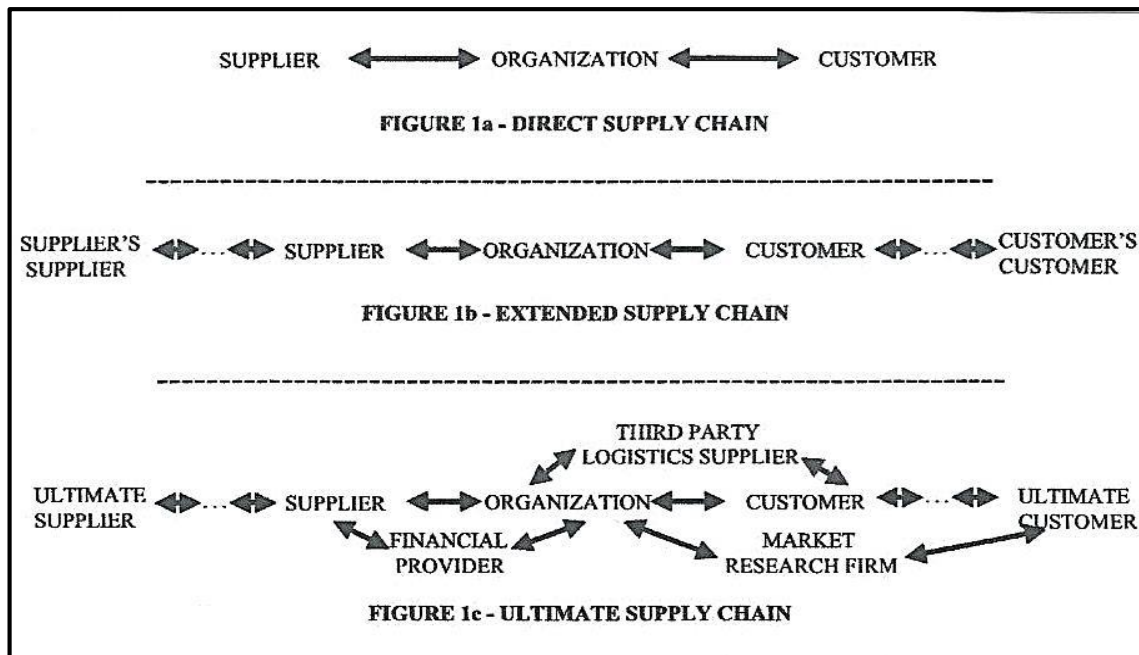 SUPPLIER ORGANIZATION CUSTOMER
FIGURE 1a - DIRECT SUPPLY CHAIN
SUPPLIER'S SUPPLIER ... SUPPLIER ORGANIZATION CUSTOMER ... CUSTOMER'S CUSTOMER
FIGURE 1b - EXTENDED SUPPLY CHAIN
THIRD PARTY
LOGISTICS SUPPLIER
ULTIMATE SUPPLIER ... SUPPLIER ORGANIZATION CUSTOMER ... ULTIMATE CUSTOMER
FINANCIAL PROVIDER
MARKET RESEARCH FIRM
FIGURE 1c - ULTIMATE SUPPLY CHAIN